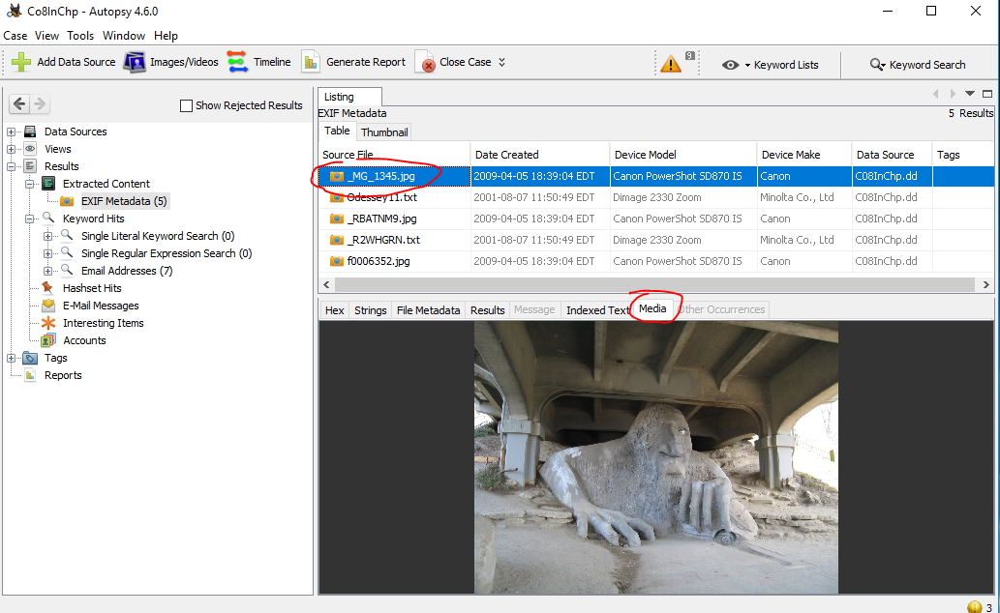 Co8InChp - Autopsy 4.6.0
Case View Tools Window Help
Add Data Source Images/Videos Timeline Generate Report Close Case 9 Keyword Lists Keyword Search
Show Rejected Results
Data Sources
Views
Results
Extracted Content
EXIF Metadata (5)
Keyword Hits
Single Literal Keyword Search (0)
Single Regular Expression Search (0)
Email Addresses (7)
Hashset Hits
E-Mail Messages
Interesting Items
Accounts
Tags
Reports
Listing
EXIF Metadata 5 Results
Table Thumbnail
Source File Date Created Device Model Device Make Data Source Tags
_MG_1345.jpg 2009-04-05 18:39:04 EDT Canon PowerShot SD870 IS Canon C08InChp.dd
Odessey11.txt 2001-08-07 11:50:49 EDT Dimage 2330 Zoom Minolta Co., Ltd C08InChp.dd
_RBATNM9.jpg 2009-04-05 18:39:04 EDT Canon PowerShot SD870 IS Canon C08InChp.dd
_R2WHGRN.txt 2001-08-07 11:50:49 EDT Dimage 2330 Zoom Minolta Co., Ltd C08InChp.dd
f0006352.jpg 2009-04-05 18:39:04 EDT Canon PowerShot SD870 IS Canon C08InChp.dd
Hex Strings File Metadata Results Message Indexed Text Media Other Occurrences
3